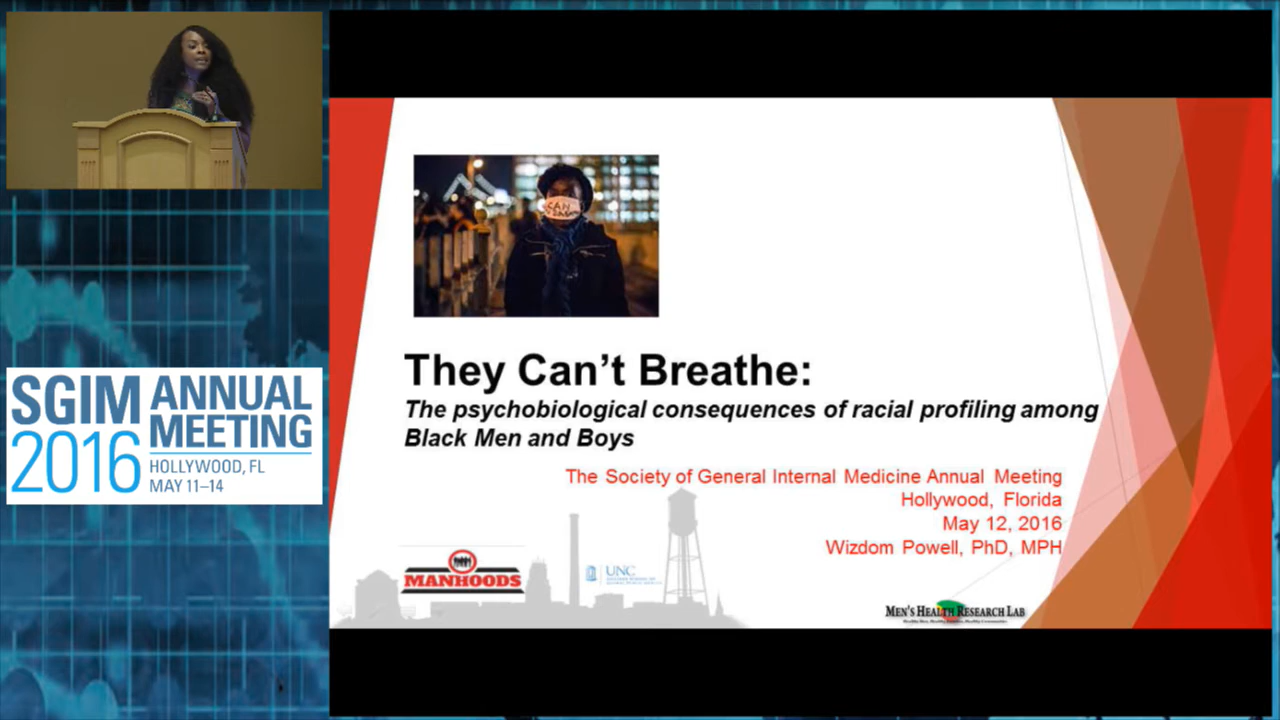 CAN
They Can't Breathe:
The psychobiological consequences of racial profiling among
Black Men and Boys
The Society of General Internal Medicine Annual Meeting
Hollywood, Florida
May 12, 2016
Wizdom Powell, PhD, MPH
MANHOODS
UNC
MEN'S HEALTH RESEARCH LAB
SGIM ANNUAL
2016 MEETING
HOLLYWOOD, FL
MAY 11–14